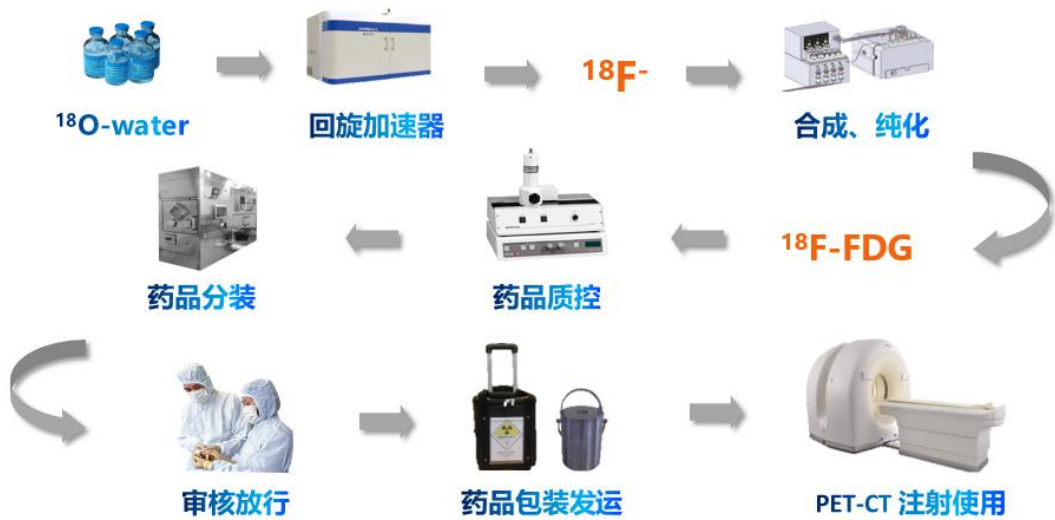 ¹⁸O-water
回旋加速器
¹⁸F-
合成、纯化
¹⁸F-FDG
药品质控
药品分装
审核放行
药品包装发运
PET-CT 注射使用